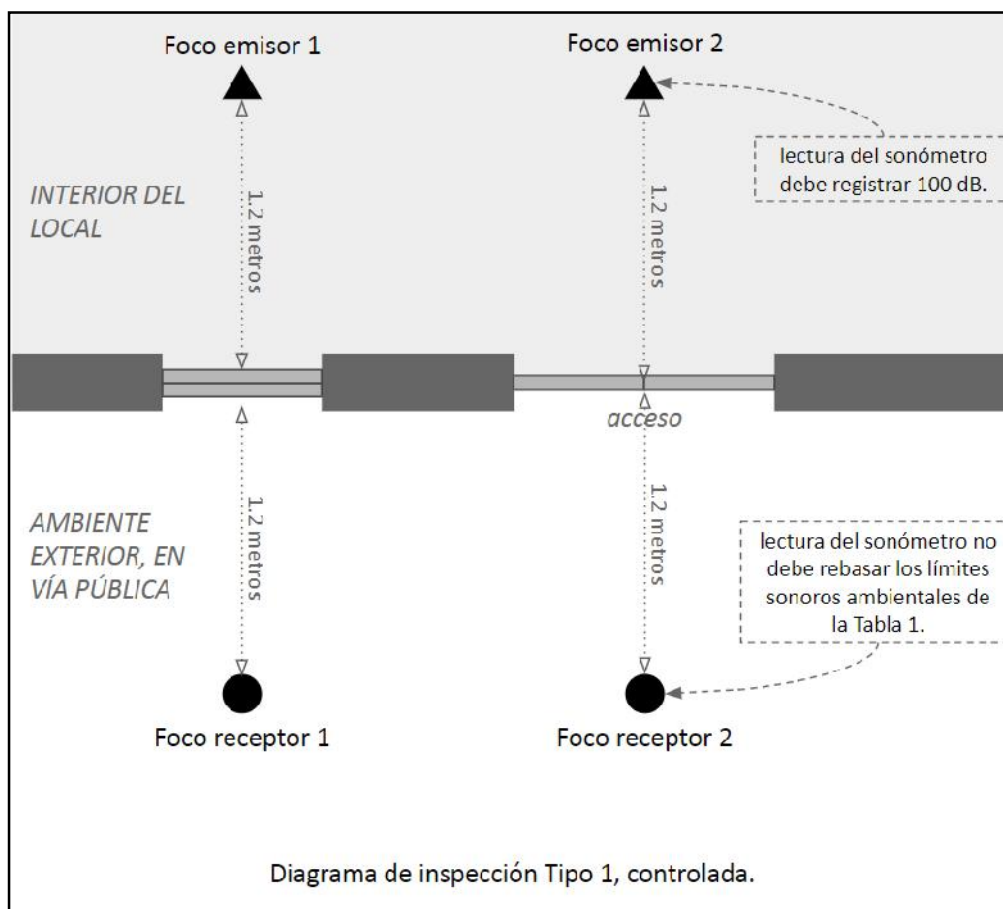 Foco emisor 1
Foco emisor 2
lectura del sonómetro
debe registrar 100 dB.
INTERIOR DEL
LOCAL
1.2 metros
1.2 metros
acceso
AMBIENTE
EXTERIOR, EN
VÍA PÚBLICA
1.2 metros
1.2 metros
lectura del sonómetro no
debe rebasar los límites
sonoros ambientales de
la Tabla 1.
Foco receptor 1
Foco receptor 2
Diagrama de inspección Tipo 1, controlada.